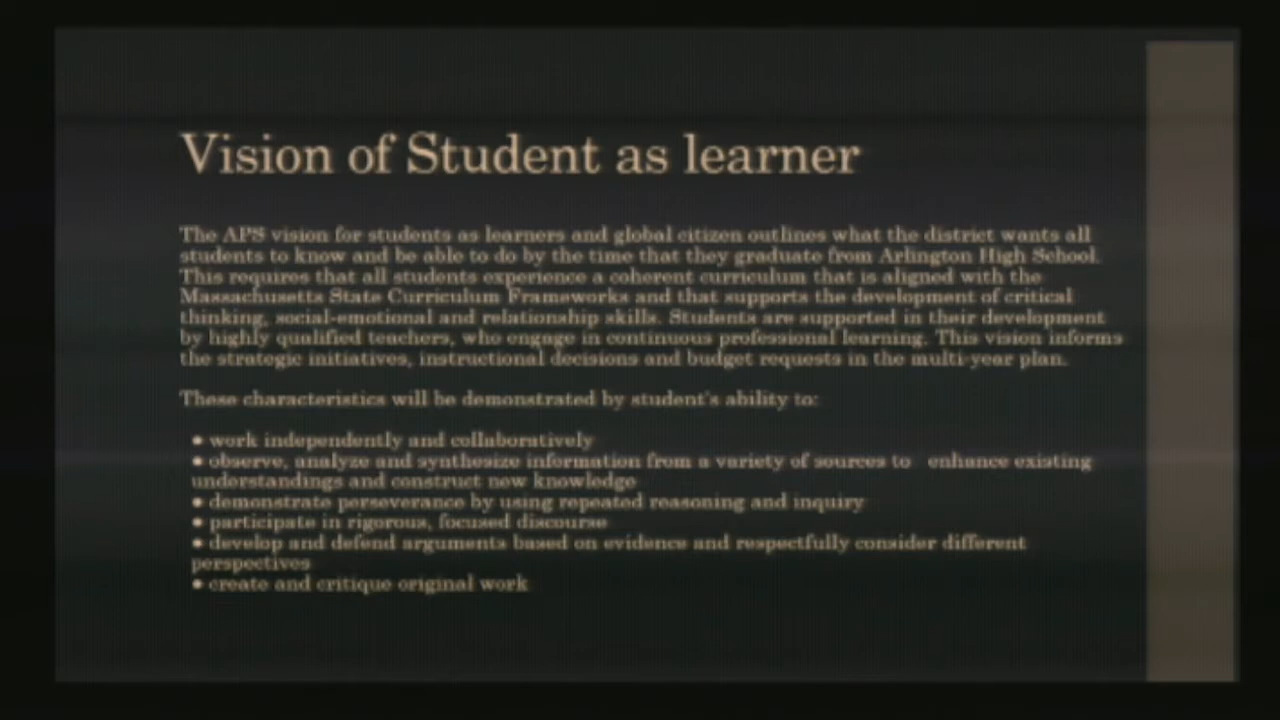 Vision of Student as learner
The APS vision for students as learners and global citizen outlines what the district wants all
students to know and be able to do by the time that they graduate from Arlington High School.
This requires that all students experience a coherent curriculum that is aligned with the
Massachusetts State Curriculum Frameworks and that supports the development of critical
thinking, social-emotional and relationship skills. Students are supported in their development
by highly qualified teachers, who engage in continuous professional learning. This vision informs
the strategic initiatives, instructional decisions and budget requests in the multi-year plan.
These characteristics will be demonstrated by student's ability to:
● work independently and collaboratively
● observe, analyze and synthesize information from a variety of sources to enhance existing
understandings and construct new knowledge
● demonstrate perseverance by using repeated reasoning and inquiry
● participate in rigorous, focused discourse
● develop and defend arguments based on evidence and respectfully consider different
perspectives
● create and critique original work